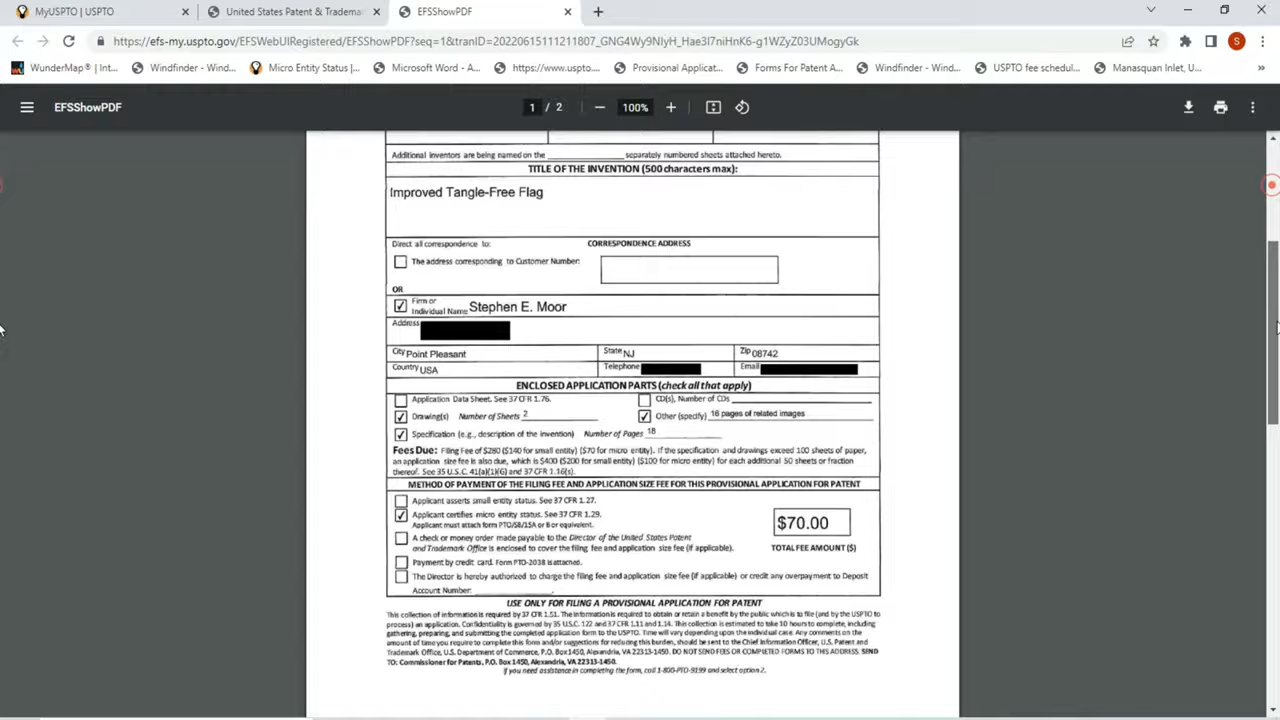 MyUSPTO | USPTO
United States Patent & Tradema
EFSShowPDF
https://efs-my.uspto.gov/EFSWebUIRegistered/EFSShowPDF?seq=1&tranID=20220615111211807_GNG4Wy9NIyH_Hae3I7niHnK6-g1WZyZ03UMogyGk
S
WunderMap® | Int...
Windfinder - Wind...
Micro Entity Status |...
Microsoft Word - A...
https://www.uspto....
Provisional Applicat...
Forms For Patent A...
Windfinder - Wind...
USPTO fee schedul...
Manasquan Inlet, U...
»
EFSShowPDF
1 / 2
100%
Additional inventors are being named on the ____________ separately numbered sheets attached hereto.
TITLE OF THE INVENTION (500 characters max):
Improved Tangle-Free Flag
Direct all correspondence to:
CORRESPONDENCE ADDRESS
The address corresponding to Customer Number:
OR
Firm or
Individual Name Stephen E. Moor
Address
City Point Pleasant
State NJ
Zip 08742
Country USA
Telephone
Email
ENCLOSED APPLICATION PARTS (check all that apply)
Application Data Sheet. See 37 CFR 1.76.
CD(s), Number of CDs
Drawing(s) Number of Sheets 2
Other (specify) 16 pages of related images
Specification (e.g., description of the invention) Number of Pages 18
Fees Due: Filing Fee of $280 ($140 for small entity) ($70 for micro entity). If the specification and drawings exceed 100 sheets of paper,
an application size fee is also due, which is $400 ($200 for small entity) ($100 for micro entity) for each additional 50 sheets or fraction
thereof. See 35 U.S.C. 41(a)(1)(G) and 37 CFR 1.16(s).
METHOD OF PAYMENT OF THE FILING FEE AND APPLICATION SIZE FEE FOR THIS PROVISIONAL APPLICATION FOR PATENT
Applicant asserts small entity status. See 37 CFR 1.27.
Applicant certifies micro entity status. See 37 CFR 1.29.
Applicant must attach form PTO/SB/15A or B or equivalent.
$70.00
A check or money order made payable to the Director of the United States Patent
and Trademark Office is enclosed to cover the filing fee and application size fee (if applicable).
TOTAL FEE AMOUNT ($)
Payment by credit card. Form PTO-2038 is attached.
The Director is hereby authorized to charge the filing fee and application size fee (if applicable) or credit any overpayment to Deposit
Account Number: ____________.
USE ONLY FOR FILING A PROVISIONAL APPLICATION FOR PATENT
This collection of information is required by 37 CFR 1.51. The information is required to obtain or retain a benefit by the public which is to file (and by the USPTO to
process) an application. Confidentiality is governed by 35 U.S.C. 122 and 37 CFR 1.11 and 1.14. This collection is estimated to take 10 hours to complete, including
gathering, preparing, and submitting the completed application form to the USPTO. Time will vary depending upon the individual case. Any comments on the
amount of time you require to complete this form and/or suggestions for reducing this burden, should be sent to the Chief Information Officer, U.S. Patent and
Trademark Office, U.S. Department of Commerce, P.O. Box 1450, Alexandria, VA 22313-1450. DO NOT SEND FEES OR COMPLETED FORMS TO THIS ADDRESS. SEND
TO: Commissioner for Patents, P.O. Box 1450, Alexandria, VA 22313-1450.
If you need assistance in completing the form, call 1-800-PTO-9199 and select option 2.